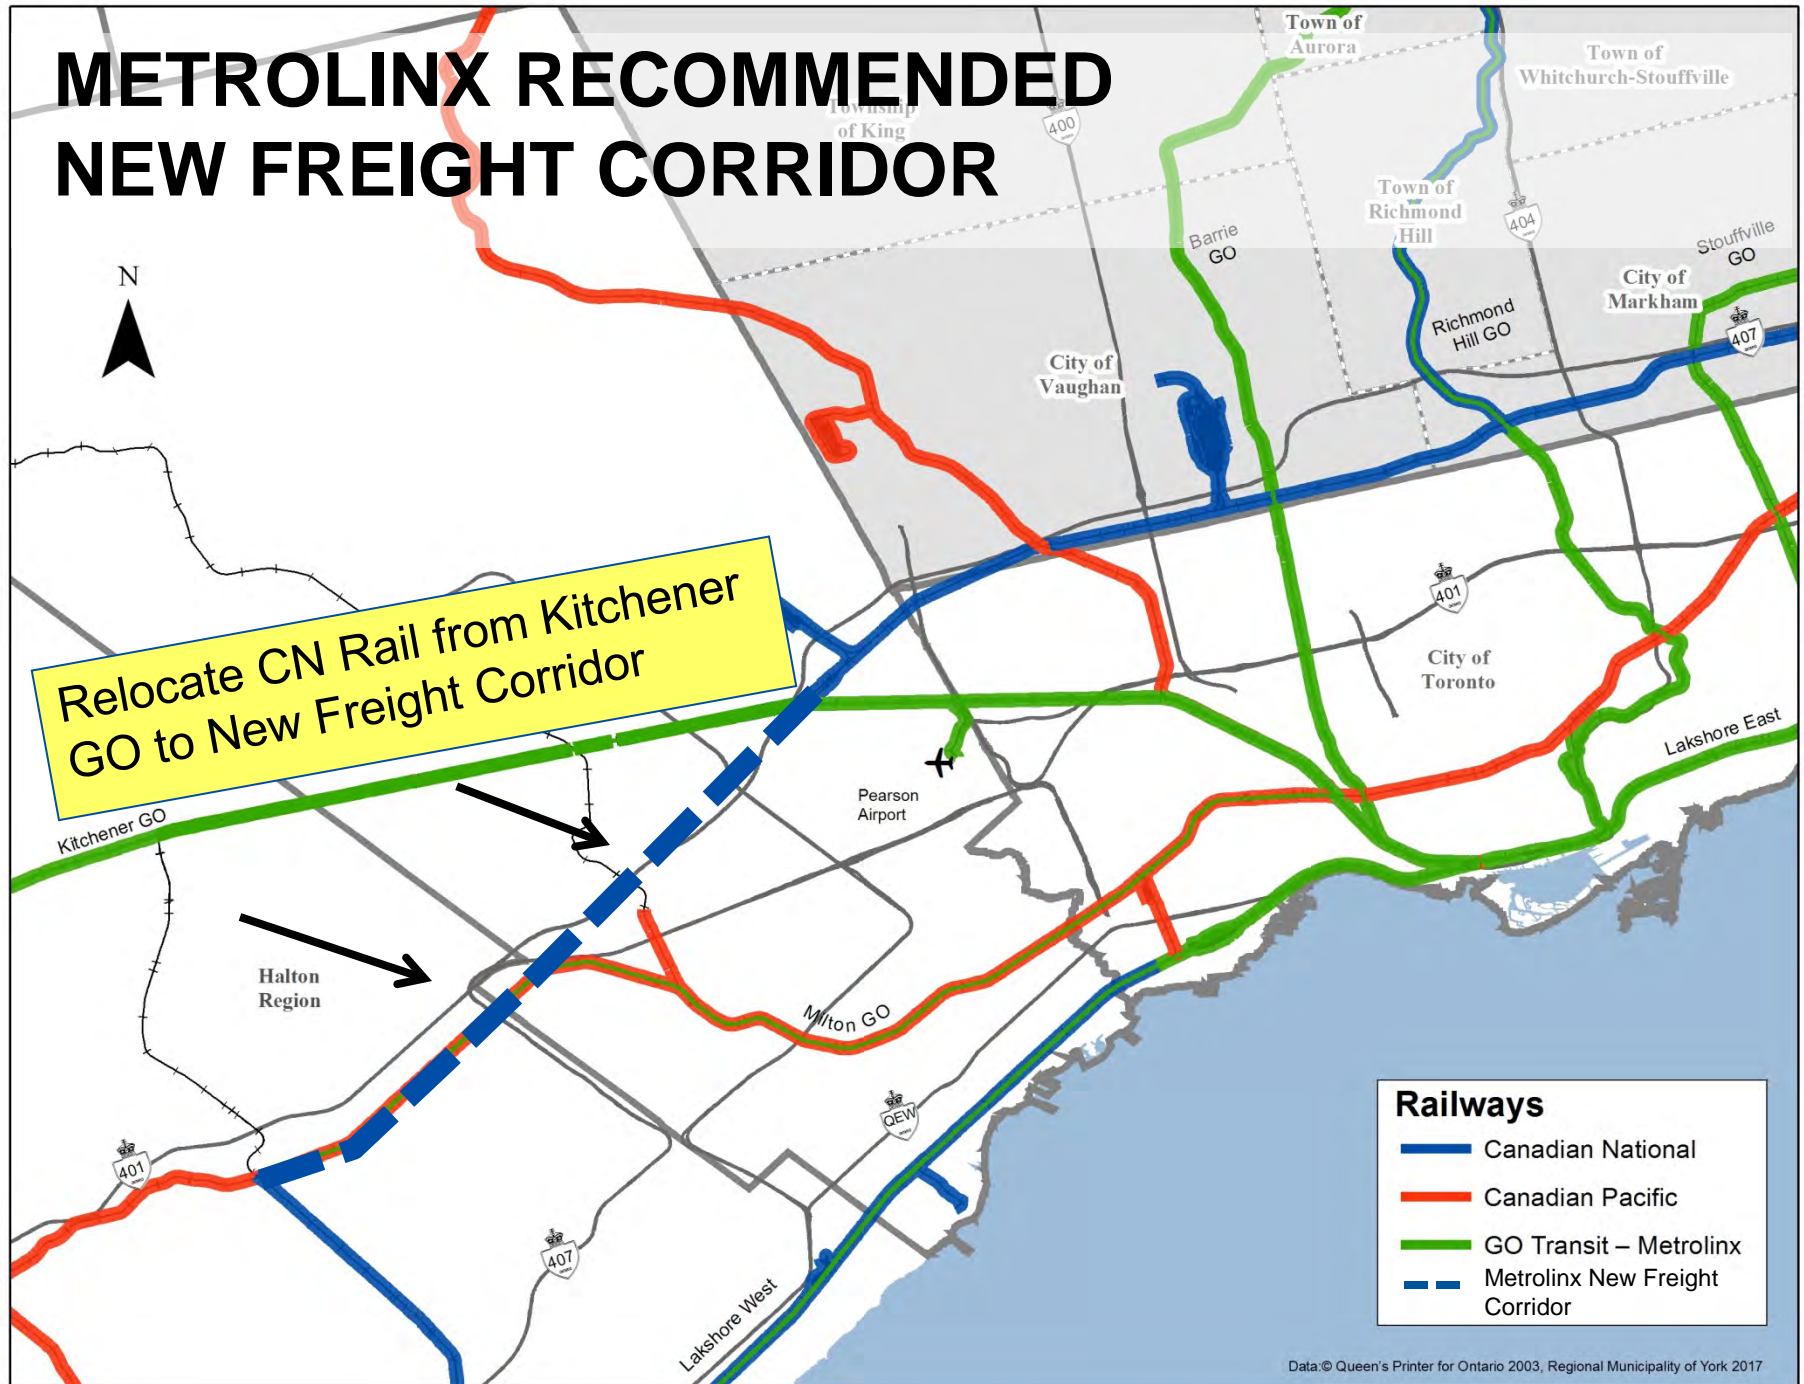 METROLINX RECOMMENDED
NEW FREIGHT CORRIDOR
Town of
Aurora
Town of
Whitchurch-Stouffville
Township
of King
400
Town of
Richmond
Hill
404
Barrie
GO
Stouffville
GO
N
City of
Markham
Richmond
Hill GO
407
City of
Vaughan
Relocate CN Rail from Kitchener
GO to New Freight Corridor
401
City of
Toronto
Lakshore East
Pearson
Airport
Kitchener GO
Halton
Region
Milton GO
QEW
401
407
Lakshore West
Railways
Canadian National
Canadian Pacific
GO Transit – Metrolinx
Metrolinx New Freight
Corridor
Data:© Queen's Printer for Ontario 2003, Regional Municipality of York 2017